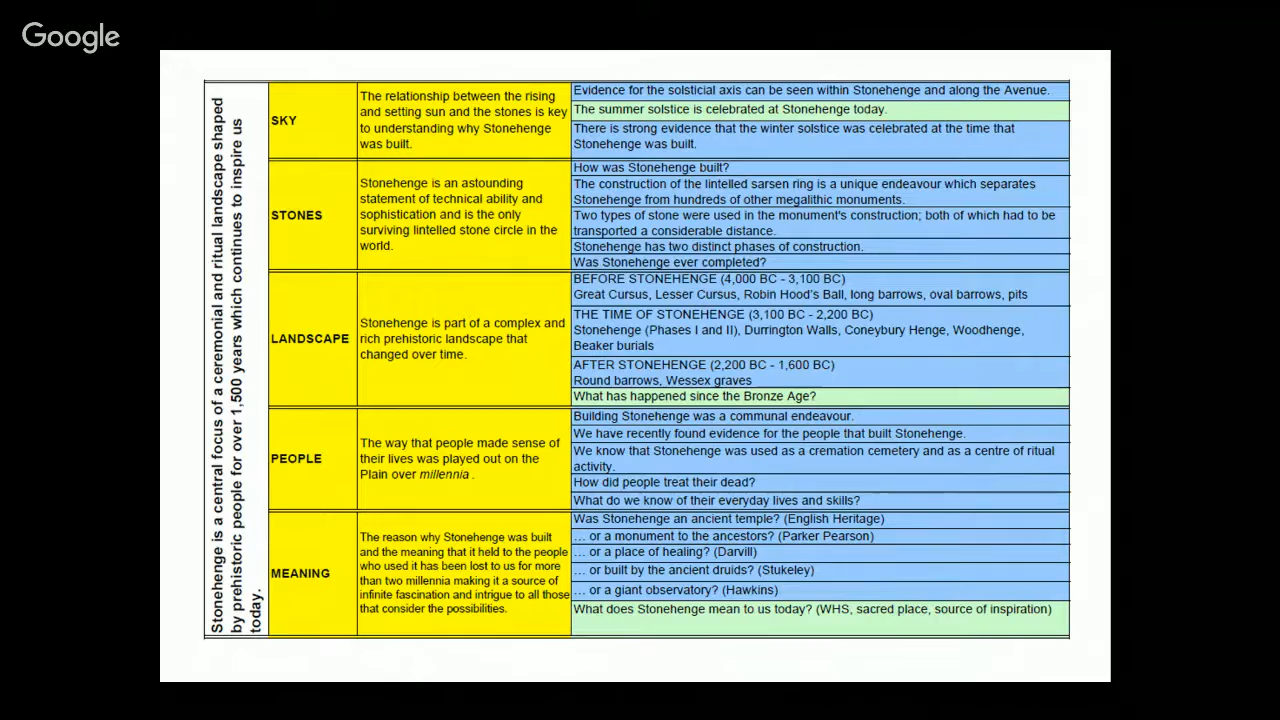 Google
Stonehenge is a central focus of a ceremonial and ritual landscape shaped
by prehistoric people for over 1,500 years which continues to inspire us
today.
SKY
The relationship between the rising
and setting sun and the stones is key
to understanding why Stonehenge
was built.
Evidence for the solsticial axis can be seen within Stonehenge and along the Avenue.
The summer solstice is celebrated at Stonehenge today.
There is strong evidence that the winter solstice was celebrated at the time that
Stonehenge was built.
STONES
Stonehenge is an astounding
statement of technical ability and
sophistication and is the only
surviving lintelled stone circle in the
world.
How was Stonehenge built?
The construction of the lintelled sarsen ring is a unique endeavour which separates
Stonehenge from hundreds of other megalithic monuments.
Two types of stone were used in the monument's construction; both of which had to be
transported a considerable distance.
Stonehenge has two distinct phases of construction.
Was Stonehenge ever completed?
LANDSCAPE
Stonehenge is part of a complex and
rich prehistoric landscape that
changed over time.
BEFORE STONEHENGE (4,000 BC - 3,100 BC)
Great Cursus, Lesser Cursus, Robin Hood's Ball, long barrows, oval barrows, pits
THE TIME OF STONEHENGE (3,100 BC - 2,200 BC)
Stonehenge (Phases I and II), Durrington Walls, Coneybury Henge, Woodhenge,
Beaker burials
AFTER STONEHENGE (2,200 BC - 1,600 BC)
Round barrows, Wessex graves
What has happened since the Bronze Age?
PEOPLE
The way that people made sense of
their lives was played out on the
Plain over millennia .
Building Stonehenge was a communal endeavour.
We have recently found evidence for the people that built Stonehenge.
We know that Stonehenge was used as a cremation cemetery and as a centre of ritual
activity.
How did people treat their dead?
What do we know of their everyday lives and skills?
MEANING
The reason why Stonehenge was built
and the meaning that it held to the people
who used it has been lost to us for more
than two millennia making it a source of
infinite fascination and intrigue to all those
that consider the possibilities.
Was Stonehenge an ancient temple? (English Heritage)
... or a monument to the ancestors? (Parker Pearson)
... or a place of healing? (Darvill)
... or built by the ancient druids? (Stukeley)
... or a giant observatory? (Hawkins)
What does Stonehenge mean to us today? (WHS, sacred place, source of inspiration)